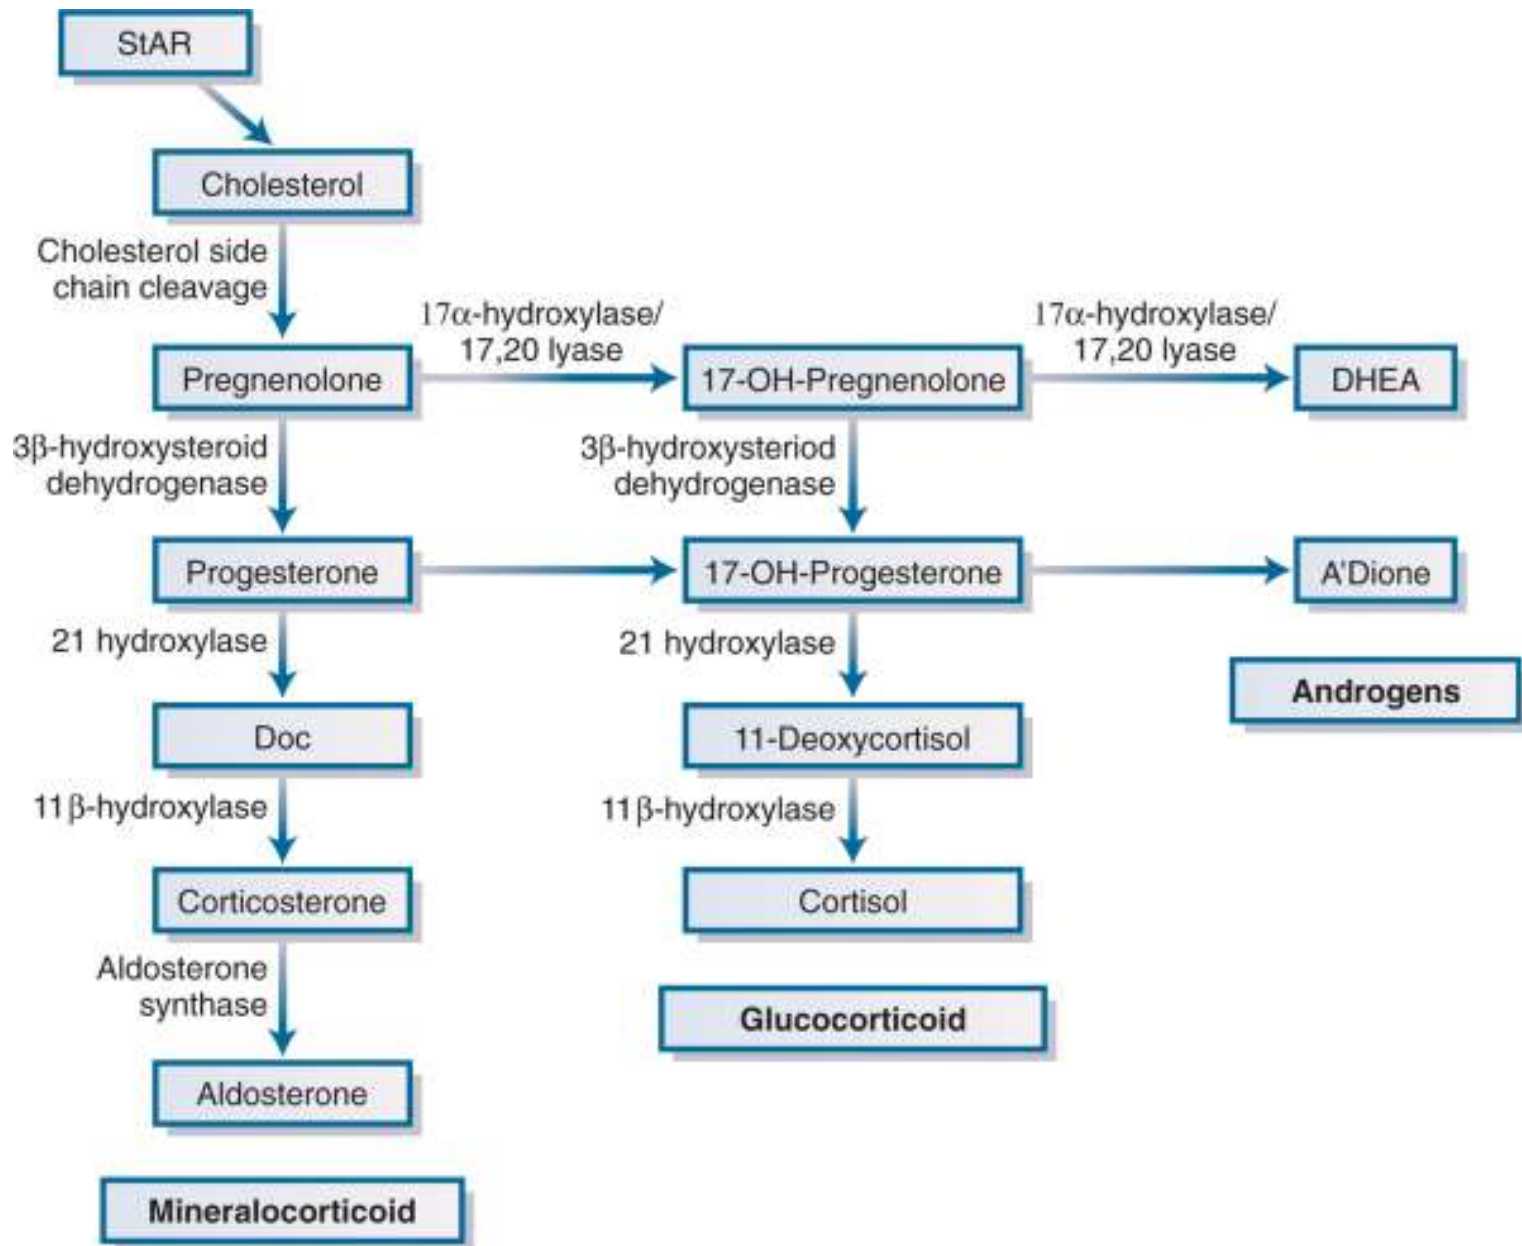 StAR
Cholesterol
Cholesterol side
chain cleavage
17α-hydroxylase/
17,20 lyase
17α-hydroxylase/
17,20 lyase
Pregnenolone
17-OH-Pregnenolone
DHEA
3β-hydroxysteroid
dehydrogenase
3β-hydroxysteriod
dehydrogenase
Progesterone
17-OH-Progesterone
A'Dione
21 hydroxylase
21 hydroxylase
Androgens
Doc
11-Deoxycortisol
11β-hydroxylase
11β-hydroxylase
Corticosterone
Cortisol
Aldosterone
synthase
Glucocorticoid
Aldosterone
Mineralocorticoid